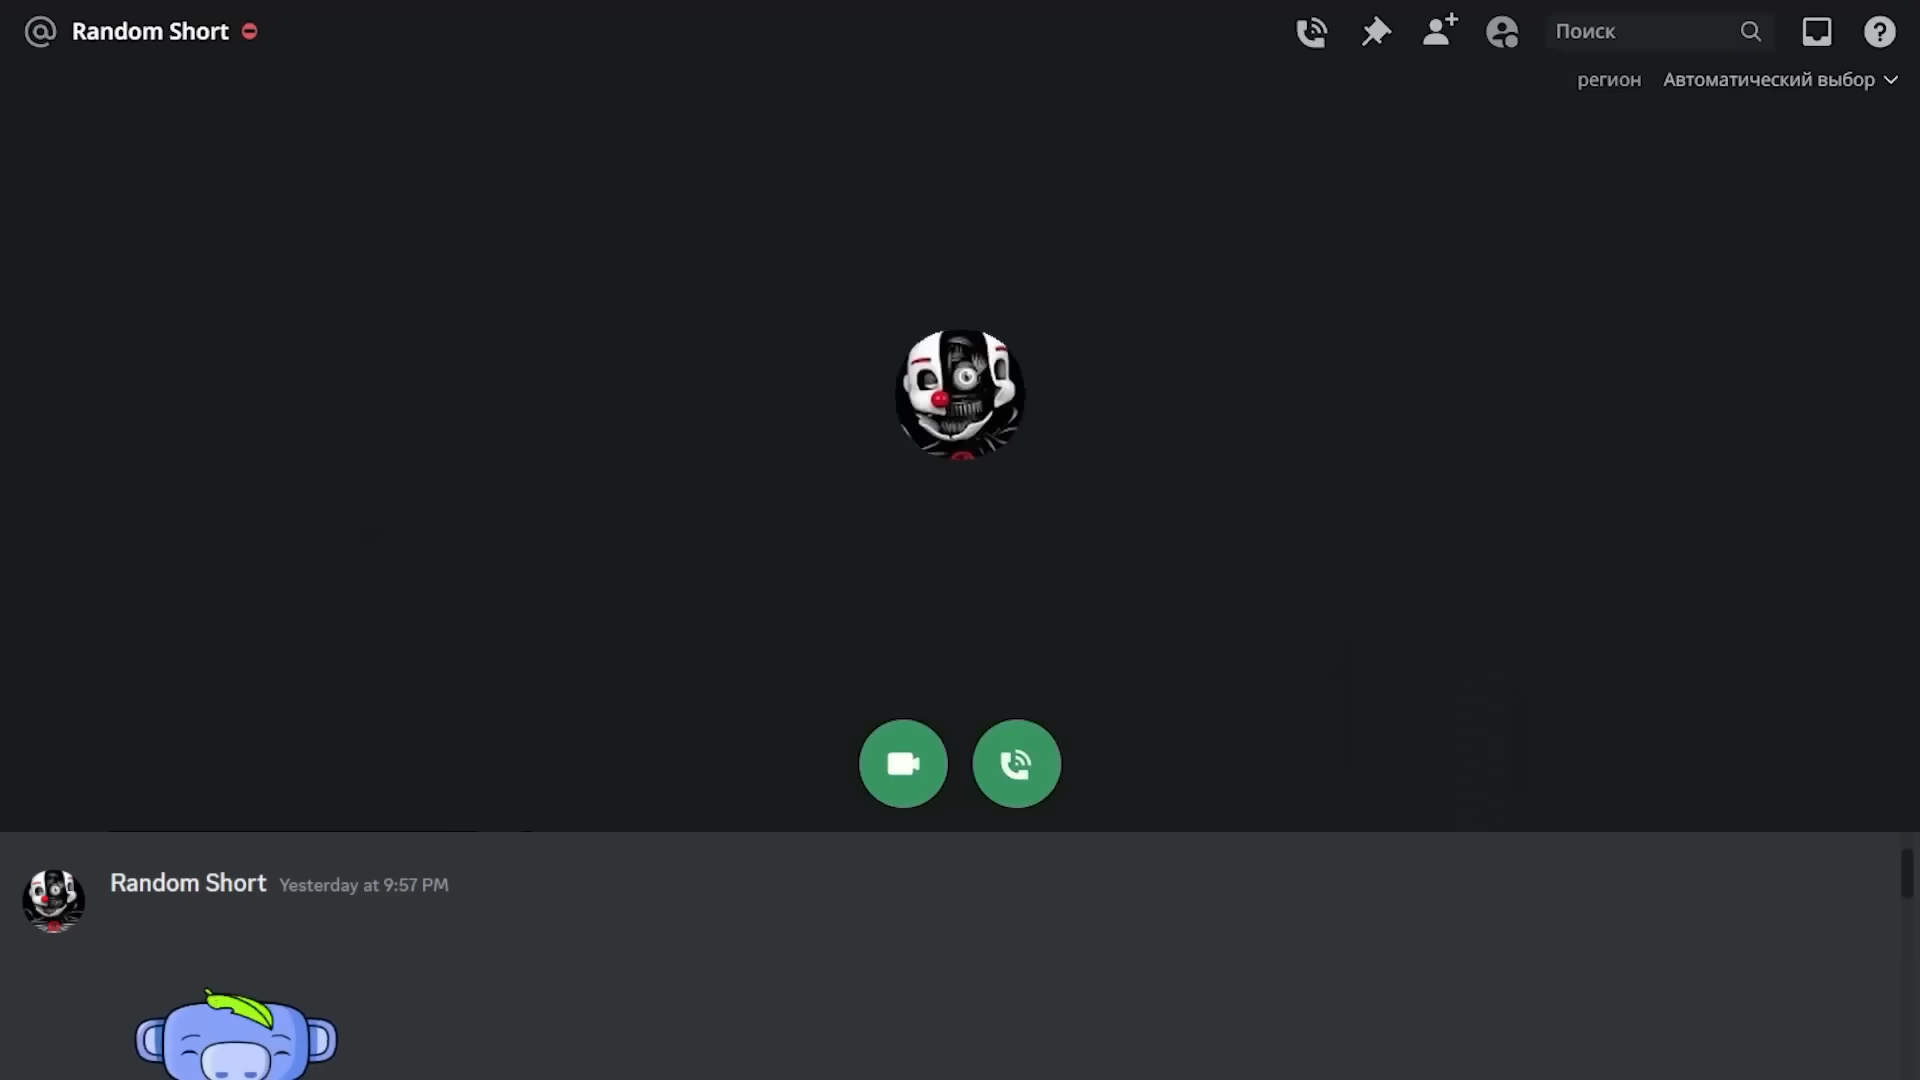 Random Short
Поиск
регион Автоматический выбор
Random Short Yesterday at 9:57 PM